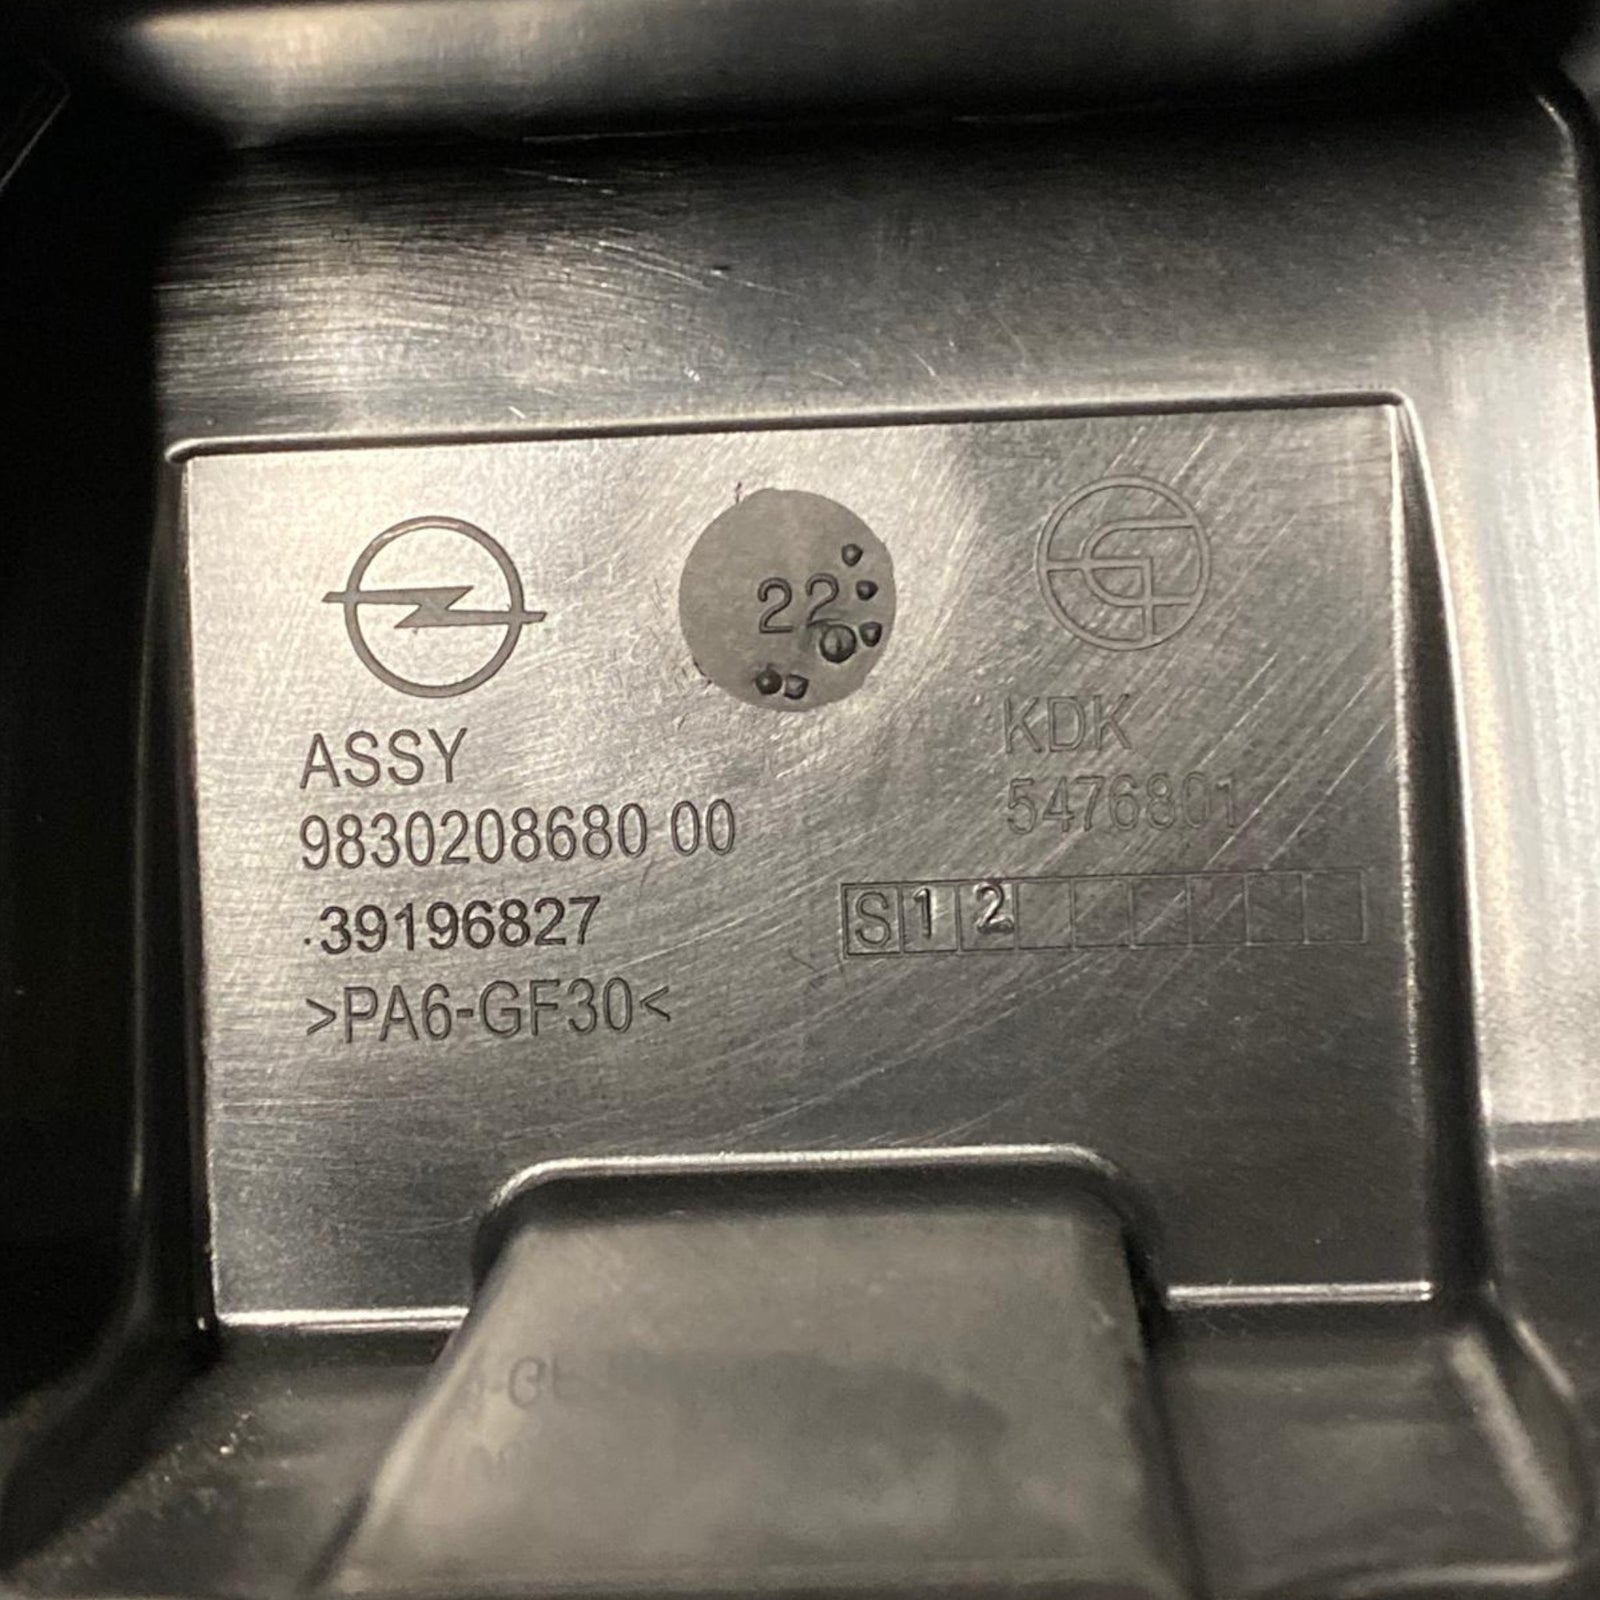 22
ASSY
9830208680 00
39196827
>PA6-GF30<
KDK
5476801
S 1 2